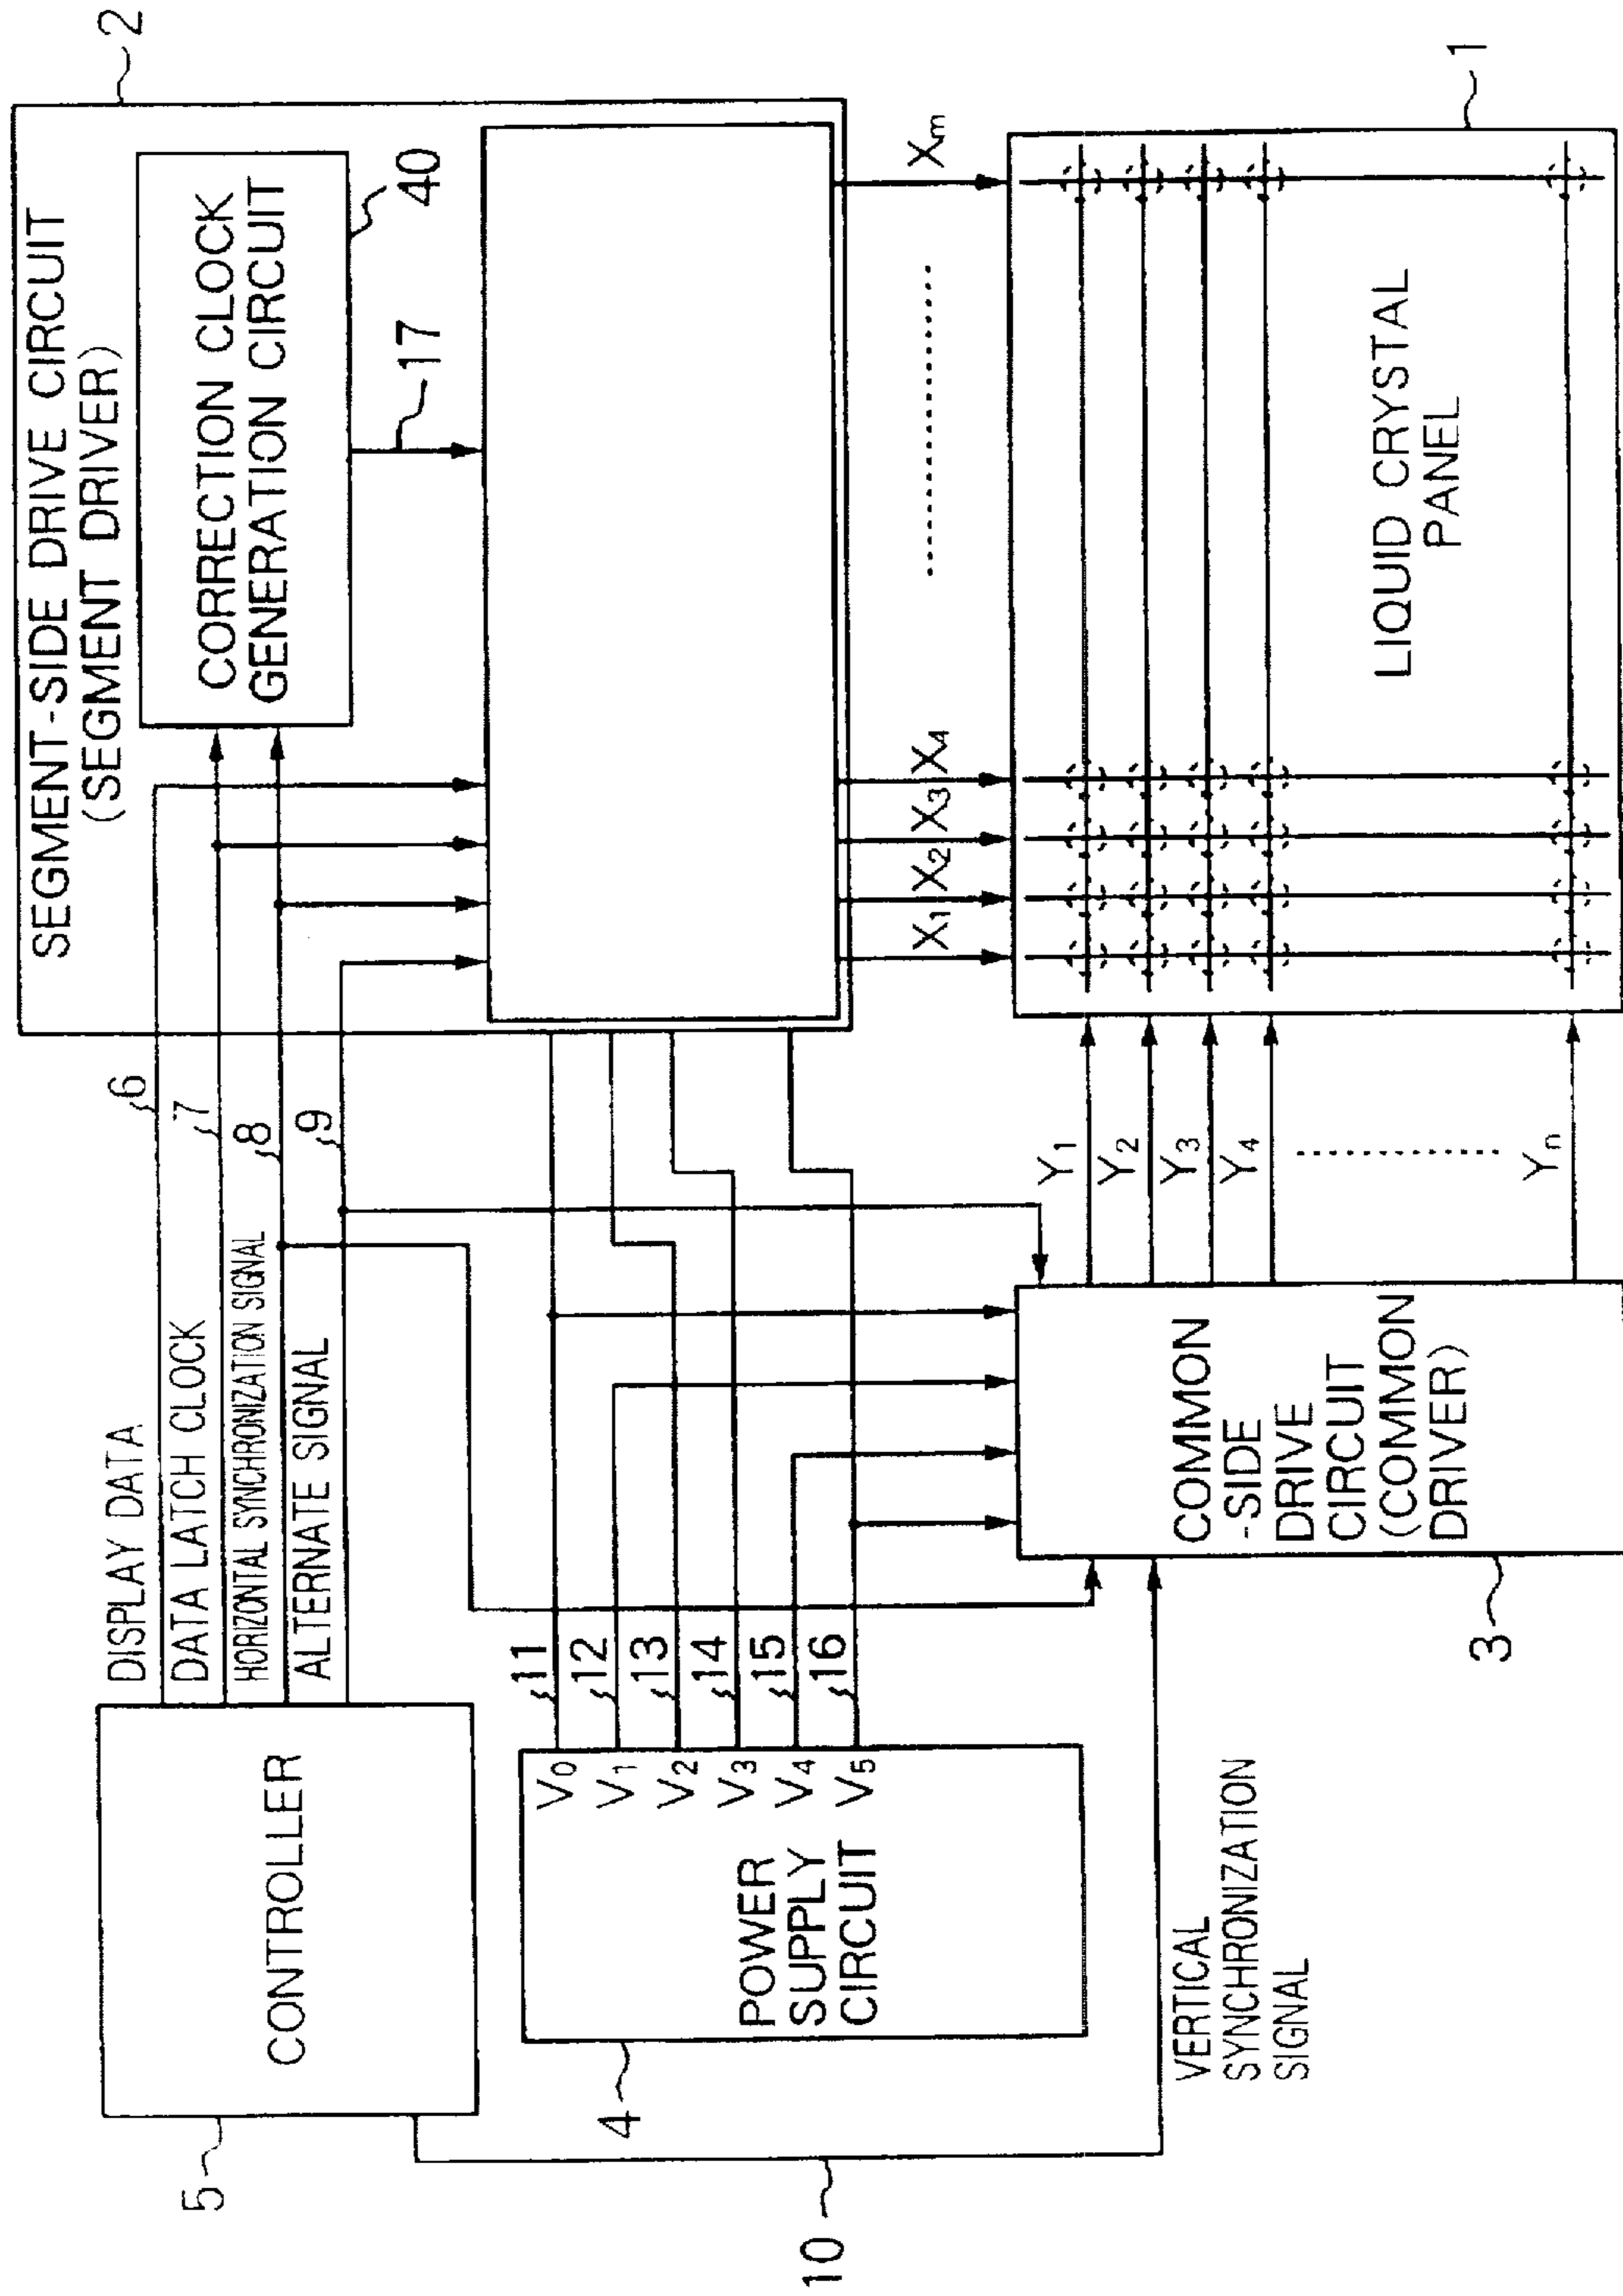 SEGMENT-SIDE DRIVE CIRCUIT
(SEGMENT DRIVER)
2
CORRECTION CLOCK
GENERATION CIRCUIT
40
17
5
CONTROLLER
DISPLAY DATA
6
DATA LATCH CLOCK
7
HORIZONTAL SYNCHRONIZATION SIGNAL
8
ALTERNATE SIGNAL
9
4
POWER
SUPPLY
CIRCUIT
V0
V1
V2
V3
V4
V5
11
12
13
14
15
16
X1
X2
X3
X4
Xm
10
VERTICAL
SYNCHRONIZATION
SIGNAL
COMMON
-SIDE
DRIVE
CIRCUIT
(COMMON
DRIVER)
3
Y1
Y2
Y3
Y4
Yn
LIQUID CRYSTAL
PANEL
1